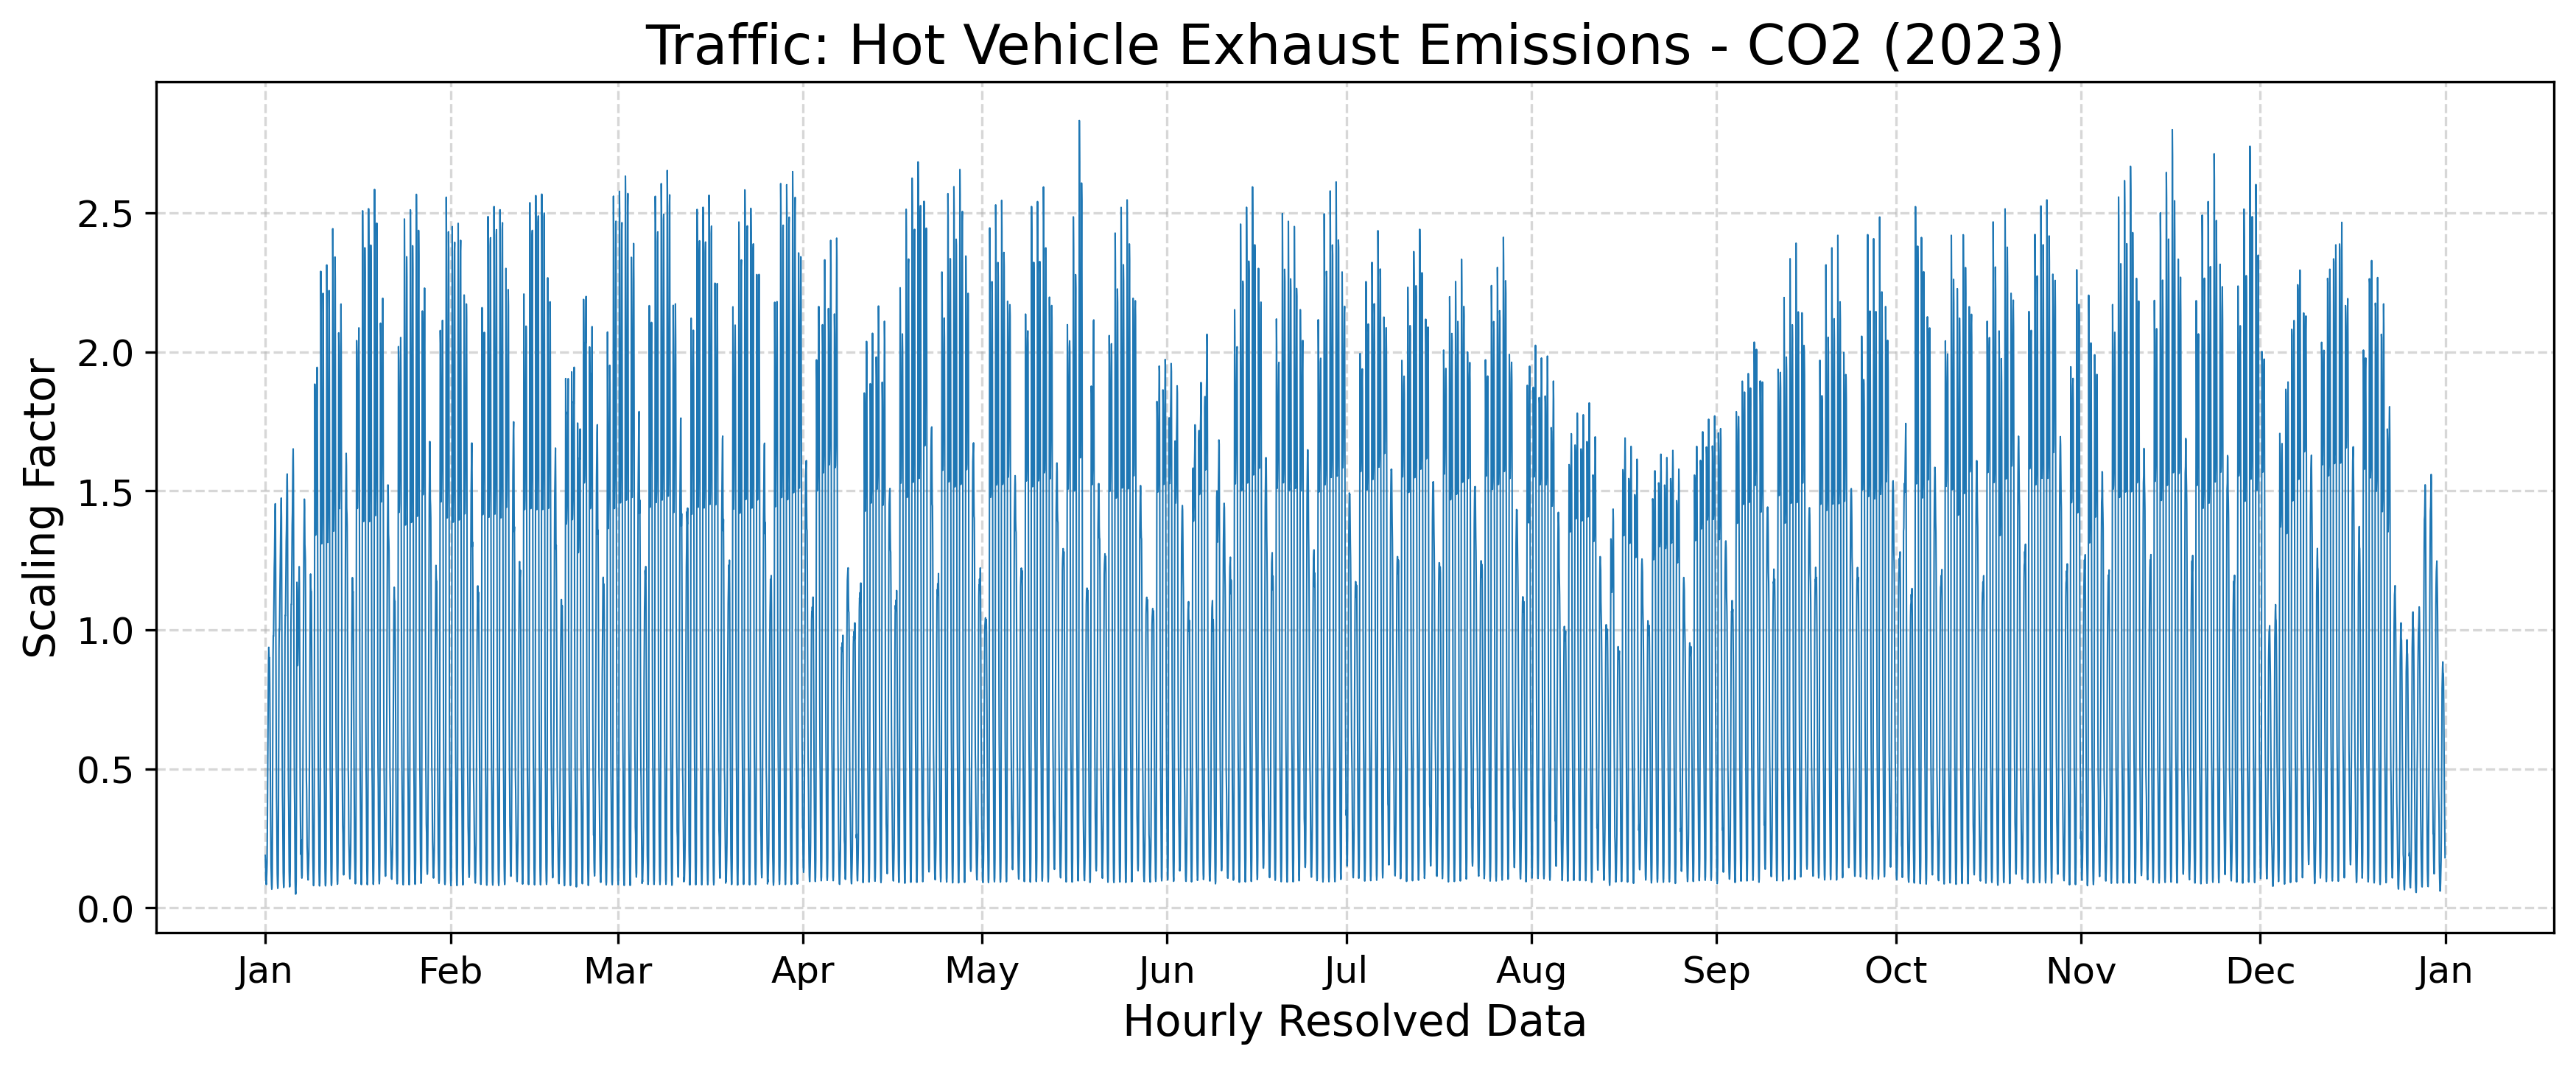 Traffic: Hot Vehicle Exhaust Emissions - CO2 (2023)
Scaling Factor
2.5
2.0
1.5
1.0
0.5
0.0
Jan Feb Mar Apr May Jun Jul Aug Sep Oct Nov Dec Jan
Hourly Resolved Data